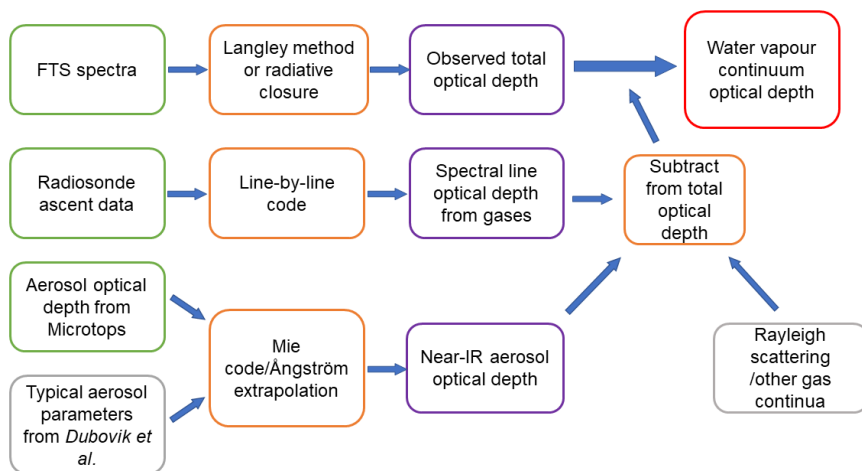 FTS spectra
Langley method
or radiative
closure
Observed total
optical depth
Water vapour
continuum
optical depth
Radiosonde
ascent data
Line-by-line
code
Spectral line
optical depth
from gases
Subtract
from total
optical
depth
Aerosol optical
depth from
Microtops
Typical aerosol
parameters
from Dubovik et
al.
Mie
code/Ångström
extrapolation
Near-IR aerosol
optical depth
Rayleigh
scattering
/other gas
continua